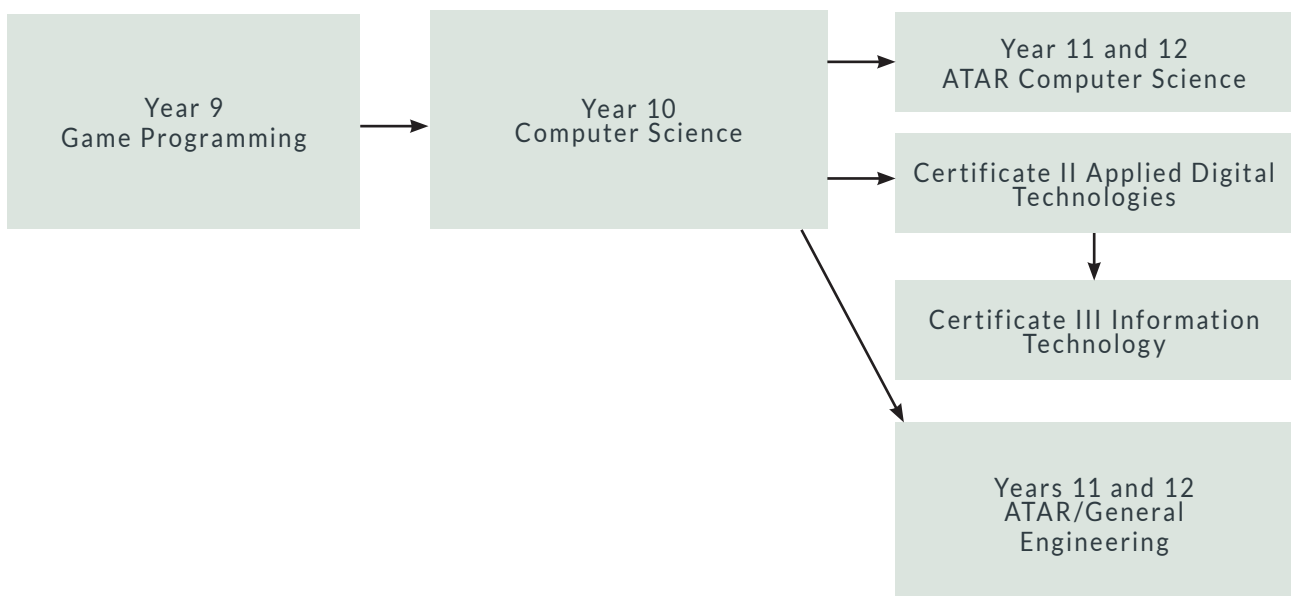 Year 9
Game Programming
Year 10
Computer Science
Year 11 and 12
ATAR Computer Science
Certificate II Applied Digital
Technologies
Certificate III Information
Technology
Years 11 and 12
ATAR/General
Engineering